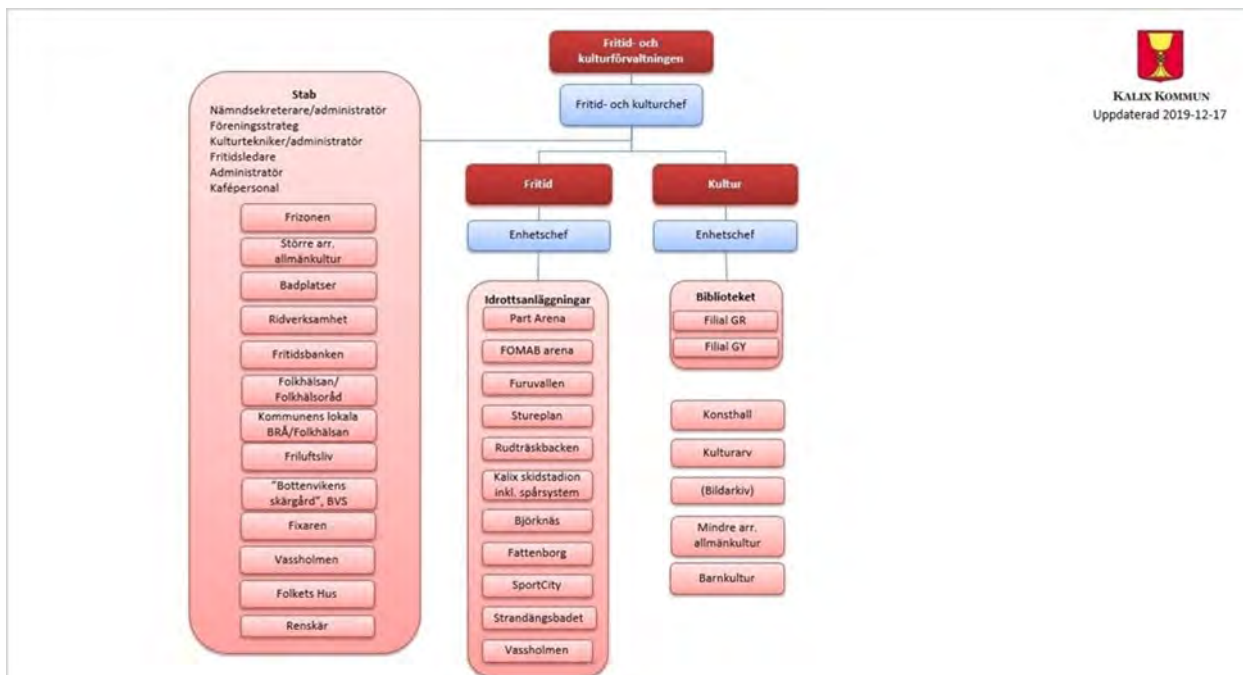 Fritid- och
kulturförvaltningen
Fritid- och kulturchef
KALIX KOMMUN
Uppdaterad 2019-12-17
Stab
Nämndsekreterare/administratör
Föreningsstrateg
Kulturtekniker/administratör
Fritidsledare
Administratör
Kafépersonal
Frizonen
Större arr.
allmänkultur
Badplatser
Ridverksamhet
Fritidsbanken
Folkhälsan/
Folkhälsoråd
Kommunens lokala
BRÅ/Folkhälsan
Friluftsliv
"Bottenvikens
skärgård", BVS
Fixaren
Vassholmen
Folkets Hus
Renskär
Fritid
Enhetschef
Idrottsanläggningar
Part Arena
FOMAB arena
Furuvallen
Stureplan
Rudträskbacken
Kalix skidstadion
inkl. spårsystem
Björknäs
Fattenborg
SportCity
Strandängsbadet
Vassholmen
Kultur
Enhetschef
Biblioteket
Filial GR
Filial GY
Konsthall
Kulturarv
(Bildarkiv)
Mindre arr.
allmänkultur
Barnkultur